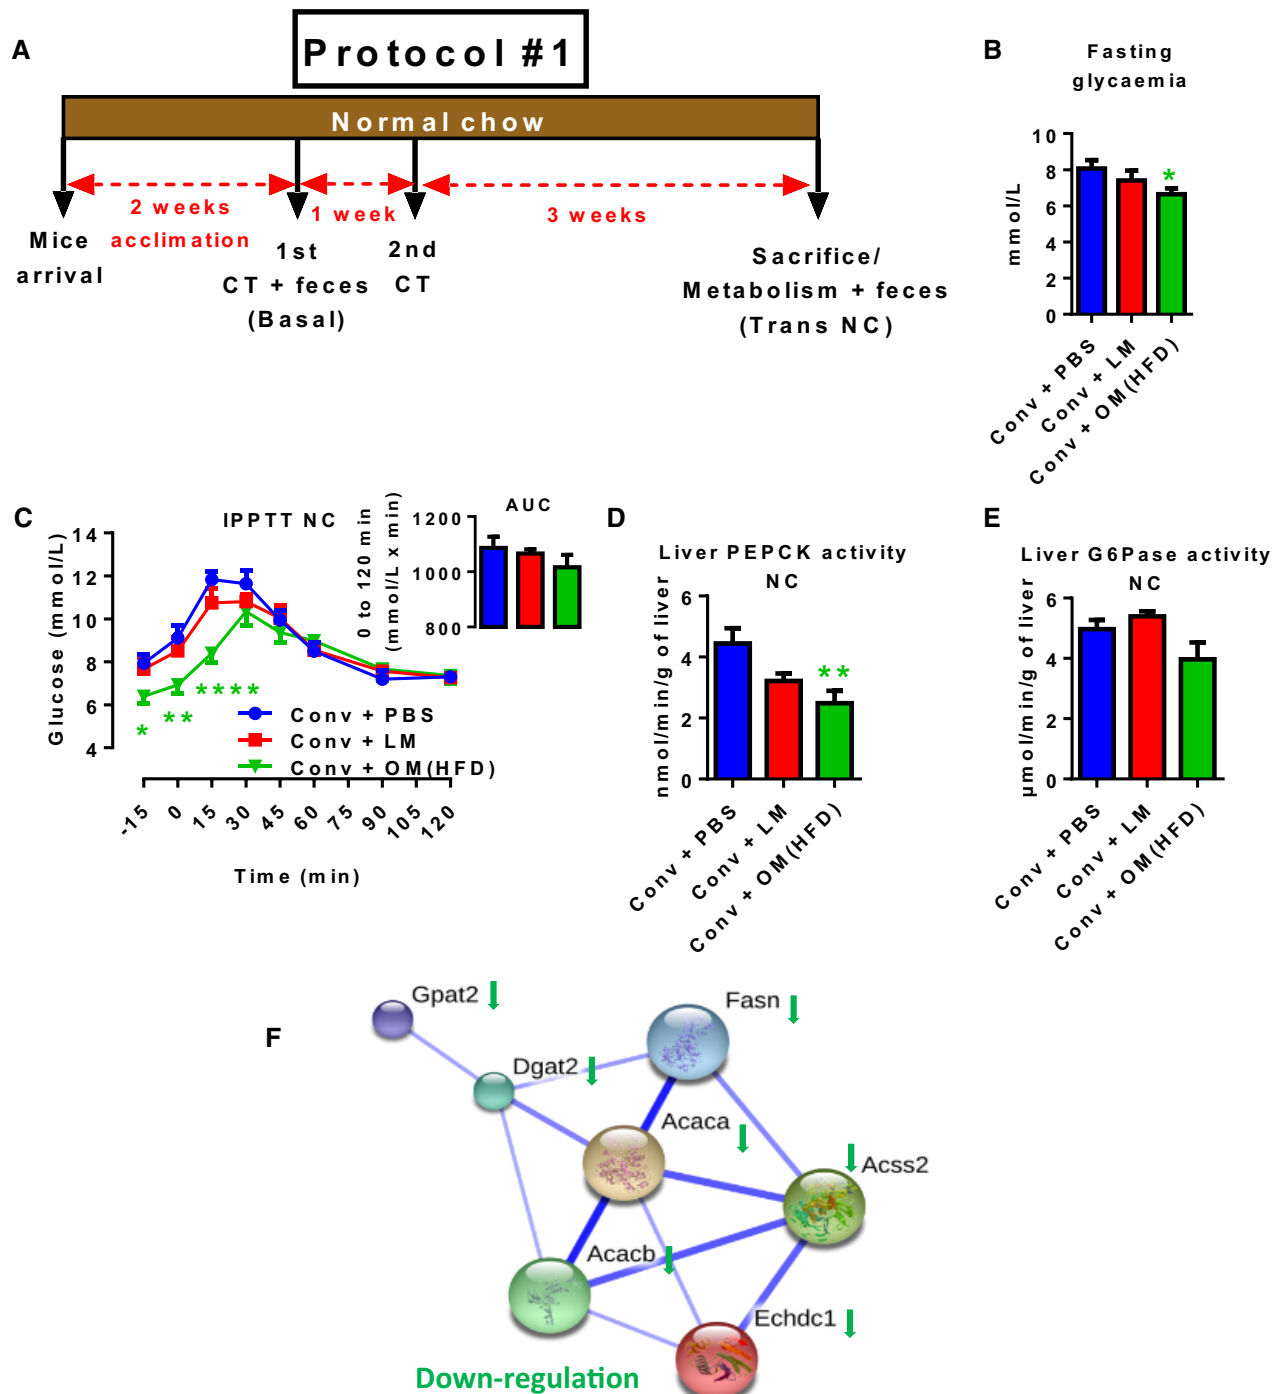 A
Protocol #1
Normal chow
2 weeks
acclimation
1 week
3 weeks
Mice
arrival
1st
CT + feces
(Basal)
2nd
CT
Sacrifice/
Metabolism + feces
(Trans NC)
B
Fasting
glycaemia
mmol/L
10
8
6
4
2
0
*
Conv + PBS
Conv + LM
Conv + OM(HFD)
C
IPPTT NC
Glucose (mmol/L)
14
12
10
8
6
4
*
**
****
Conv + PBS
Conv + LM
Conv + OM(HFD)
-15
0
15
30
45
60
75
90
105
120
Time (min)
AUC
0 to 120 min
(mmol/L x min)
1200
1000
800
D
Liver PEPCK activity
NC
nmol/min/g of liver
6
4
2
0
**
Conv + PBS
Conv + LM
Conv + OM(HFD)
E
Liver G6Pase activity
NC
µmol/min/g of liver
6
4
2
0
Conv + PBS
Conv + LM
Conv + OM(HFD)
F
Gpat2
Fasn
Dgat2
Acaca
Acss2
Acacb
Echdc1
Down-regulation